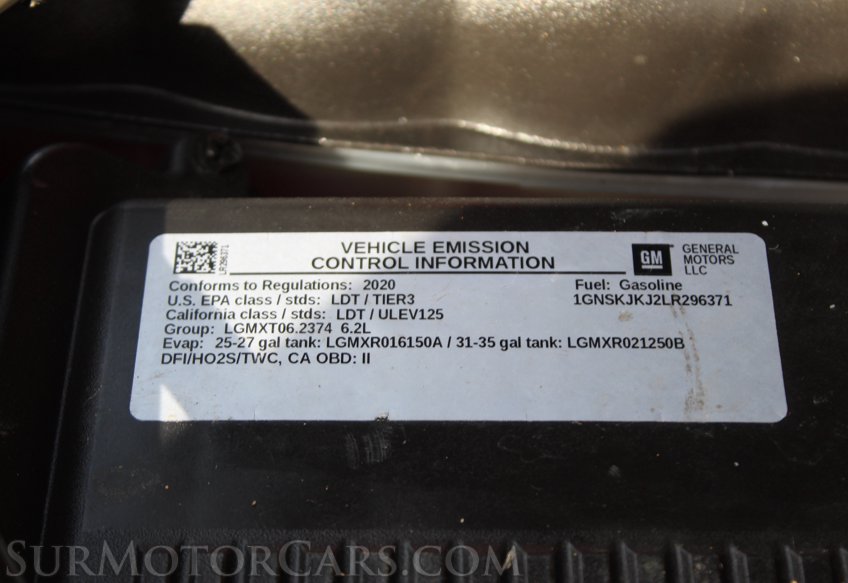 LR296371
VEHICLE EMISSION
CONTROL INFORMATION
GM
GENERAL
MOTORS
LLC
Conforms to Regulations: 2020
Fuel: Gasoline
U.S. EPA class / stds: LDT / TIER3
1GNSKJKJ2LR296371
California class / stds: LDT / ULEV125
Group: LGMXT06.2374 6.2L
Evap: 25-27 gal tank: LGMXR016150A / 31-35 gal tank: LGMXR021250B
DFI/HO2S/TWC, CA OBD: II
SurMotorCars.com